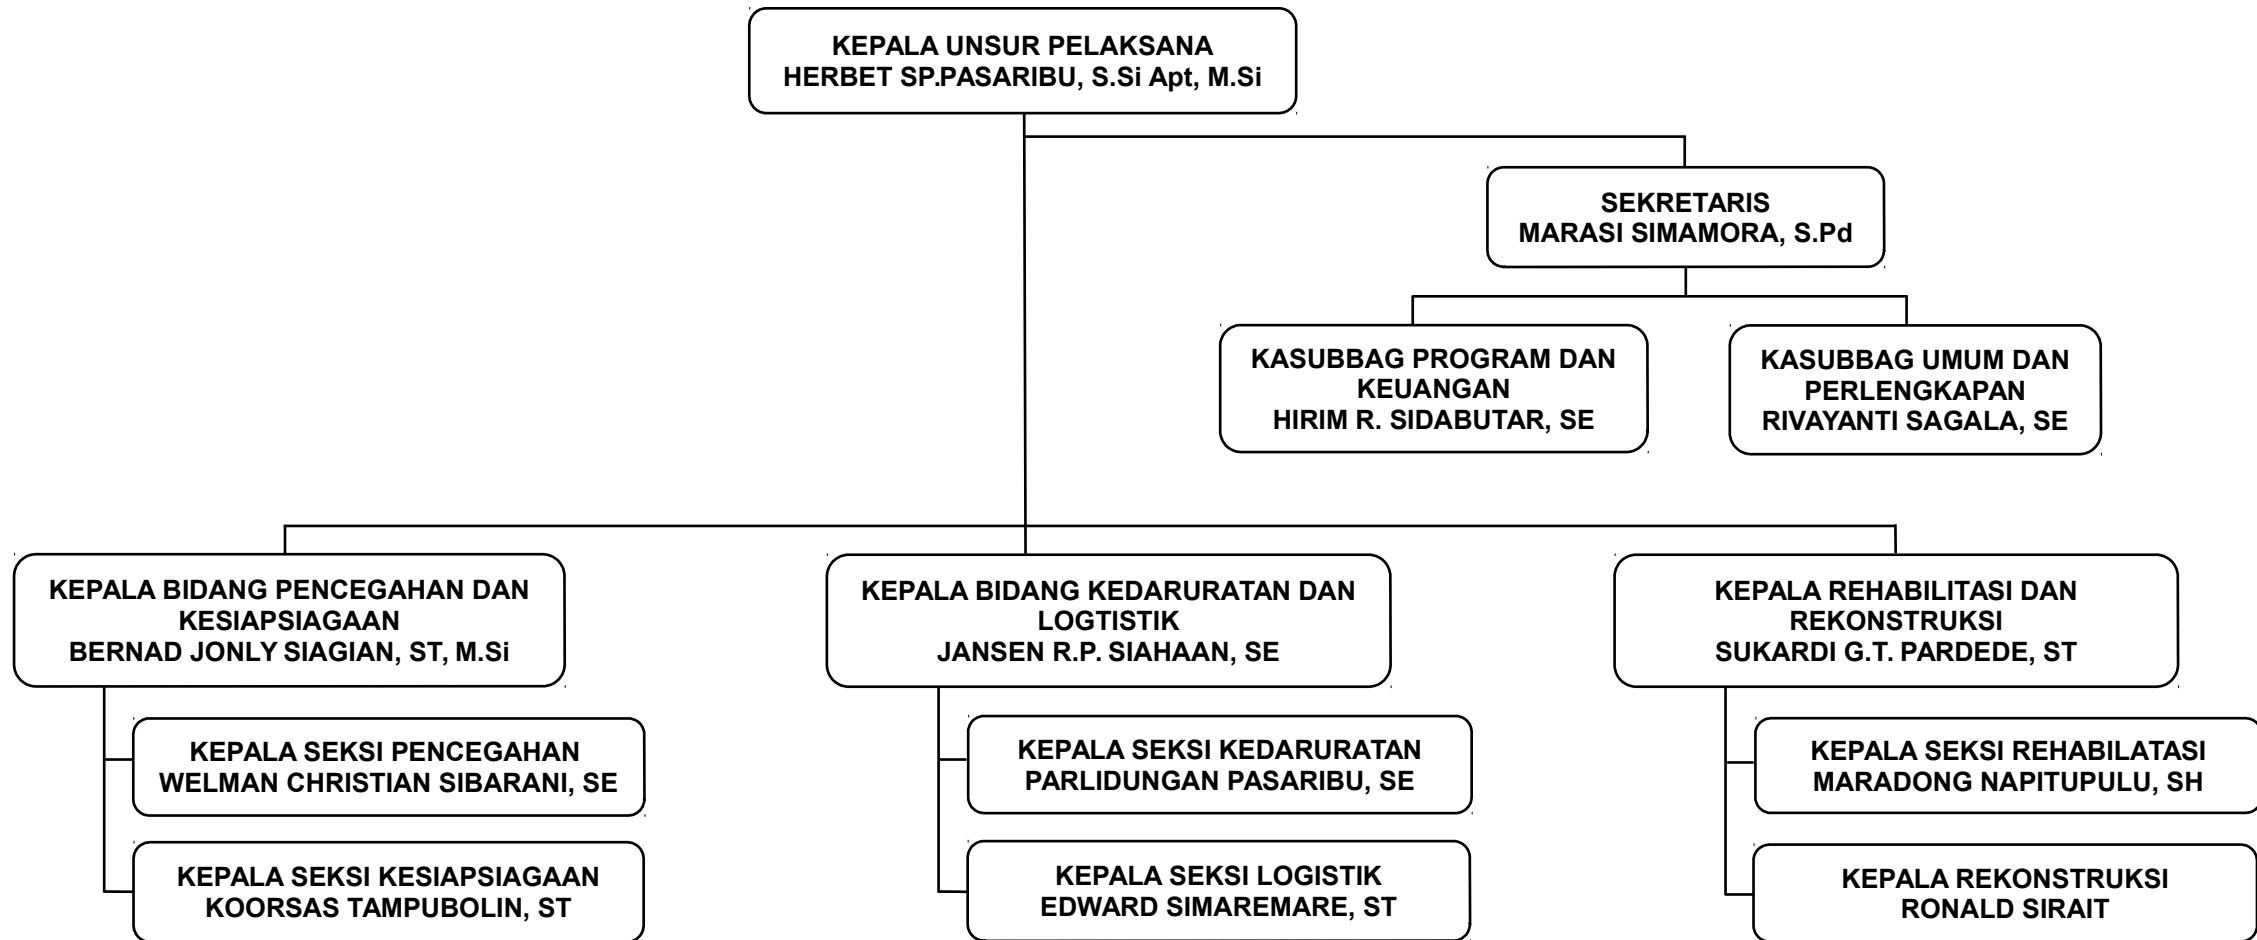 KEPALA UNSUR PELAKSANA
HERBET SP.PASARIBU, S.Si Apt, M.Si
SEKRETARIS
MARASI SIMAMORA, S.Pd
KASUBBAG PROGRAM DAN
KEUANGAN
HIRIM R. SIDABUTAR, SE
KASUBBAG UMUM DAN
PERLENGKAPAN
RIVAYANTI SAGALA, SE
KEPALA BIDANG PENCEGAHAN DAN
KESIAPSIAGAAN
BERNAD JONLY SIAGIAN, ST, M.Si
KEPALA BIDANG KEDARURATAN DAN
LOGTISTIK
JANSEN R.P. SIAHAAN, SE
KEPALA REHABILITASI DAN
REKONSTRUKSI
SUKARDI G.T. PARDEDE, ST
KEPALA SEKSI PENCEGAHAN
WELMAN CHRISTIAN SIBARANI, SE
KEPALA SEKSI KEDARURATAN
PARLIDUNGAN PASARIBU, SE
KEPALA SEKSI REHABILATASI
MARADONG NAPITUPULU, SH
KEPALA SEKSI KESIAPSIAGAAN
KOORSAS TAMPUBOLIN, ST
KEPALA SEKSI LOGISTIK
EDWARD SIMAREMARE, ST
KEPALA REKONSTRUKSI
RONALD SIRAIT